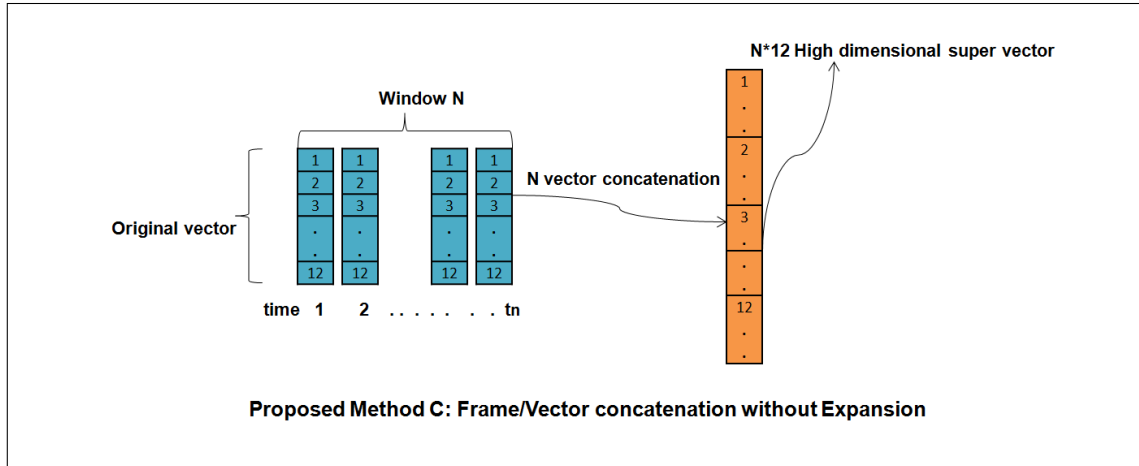 N*12 High dimensional super vector
Window N
1 1 1 1
2 2 2 2
3 3 3 3
. . . .
. . . .
12 12 12 12
Original vector
N vector concatenation
1
.
.
2
.
.
3
.
.
.
12
.
.
time 1 2 . . . . . . . . tn
Proposed Method C: Frame/Vector concatenation without Expansion